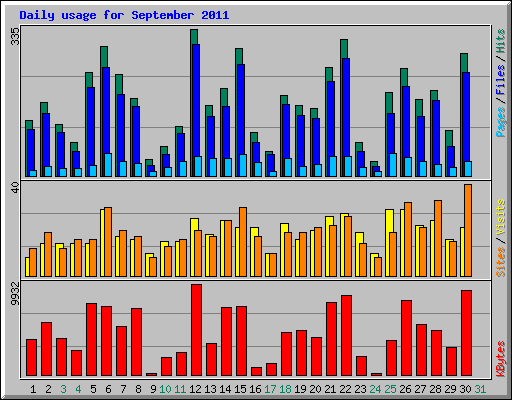 Daily usage for September 2011
335
Pages / Files / Hits
40
Sites / Visits
9932
KBytes
1 2 3 4 5 6 7 8 9 10 11 12 13 14 15 16 17 18 19 20 21 22 23 24 25 26 27 28 29 30 31